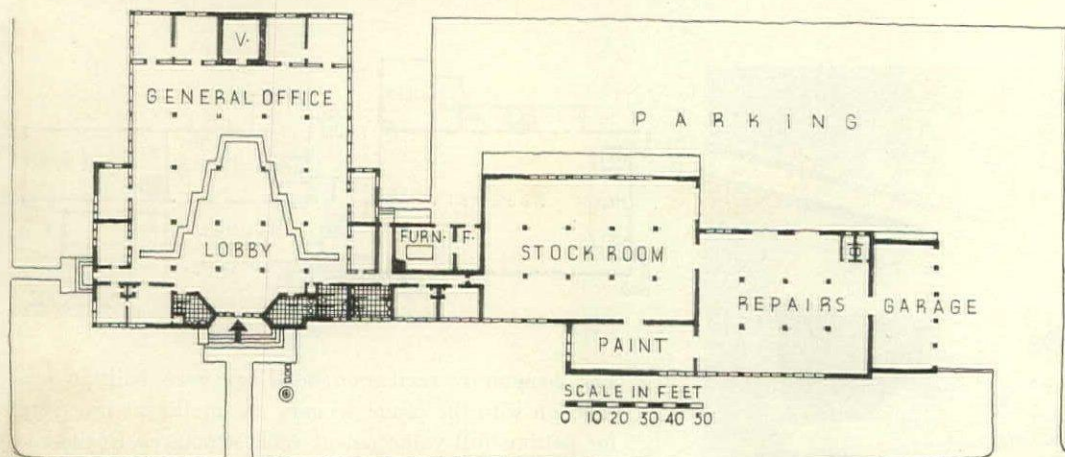 V.
GENERAL OFFICE
PARKING
LOBBY
FURN.
F.
STOCK ROOM
REPAIRS
GARAGE
PAINT
SCALE IN FEET
0 10 20 30 40 50